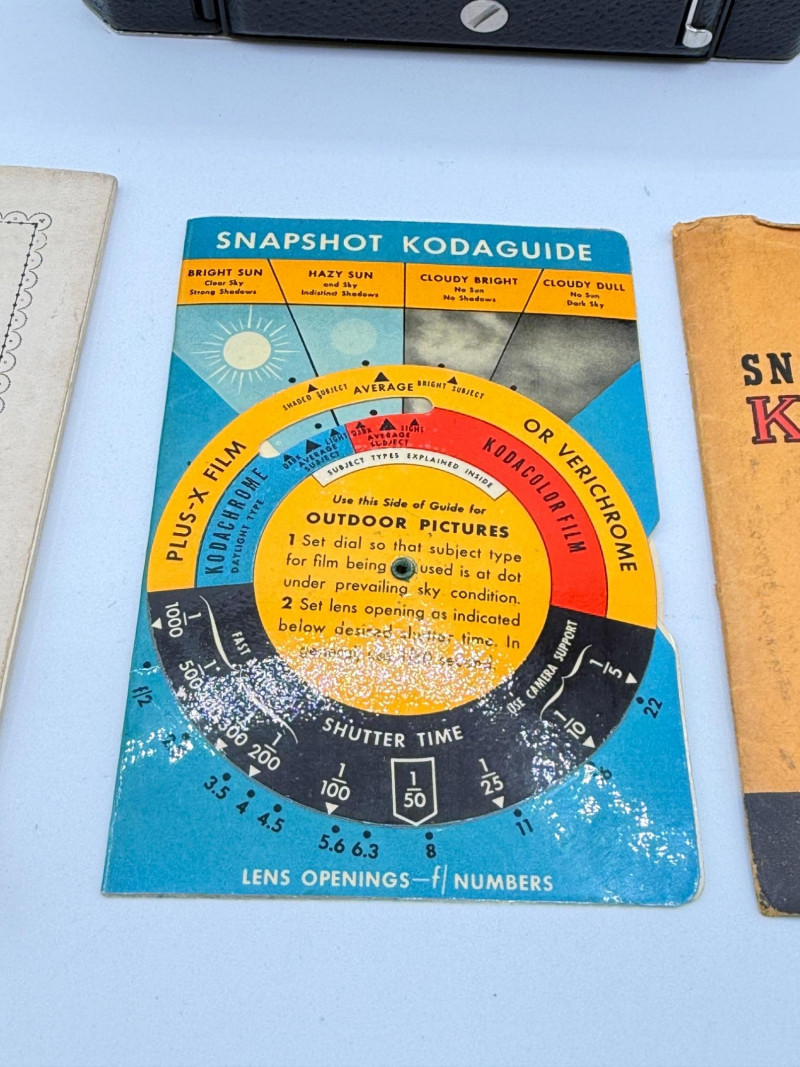 SNAPSHOT KODAGUIDE
BRIGHT SUN
Clear Sky
Strong Shadows
HAZY SUN
and Sky
Indistinct Shadows
CLOUDY BRIGHT
No Sun
No Shadows
CLOUDY DULL
No Sun
Dark Sky
SHADED SUBJECT
AVERAGE
BRIGHT SUBJECT
PLUS-X FILM
OR VERICHROME
KODACHROME
DAYLIGHT TYPE
DARK
AVERAGE
SUBJECT
LIGHT
DARK
AVERAGE
SUBJECT
LIGHT
KODACOLOR FILM
SUBJECT TYPES EXPLAINED INSIDE
Use this Side of Guide for
OUTDOOR PICTURES
1 Set dial so that subject type
for film being used is at dot
under prevailing sky condition.
2 Set lens opening as indicated
below desired shutter time. In
1/1000
FAST
1/500
1/200
1/100
1/50
1/25
1/10
1/5
USE CAMERA SUPPORT
SHUTTER TIME
f/2
3.5
4
4.5
5.6
6.3
8
11
22
LENS OPENINGS—f/ NUMBERS
SN
K